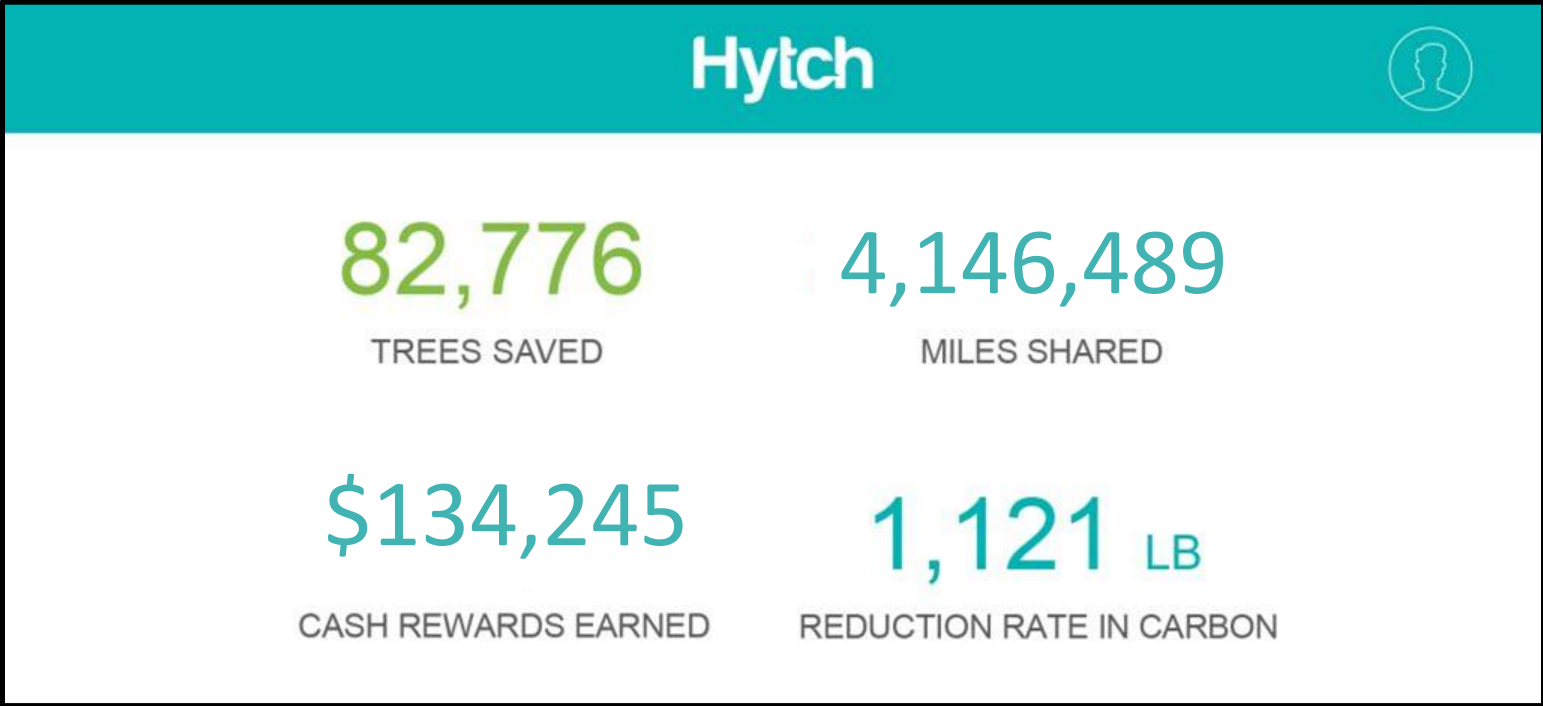 Hytch
82,776
TREES SAVED
4,146,489
MILES SHARED
$134,245
CASH REWARDS EARNED
1,121 LB
REDUCTION RATE IN CARBON